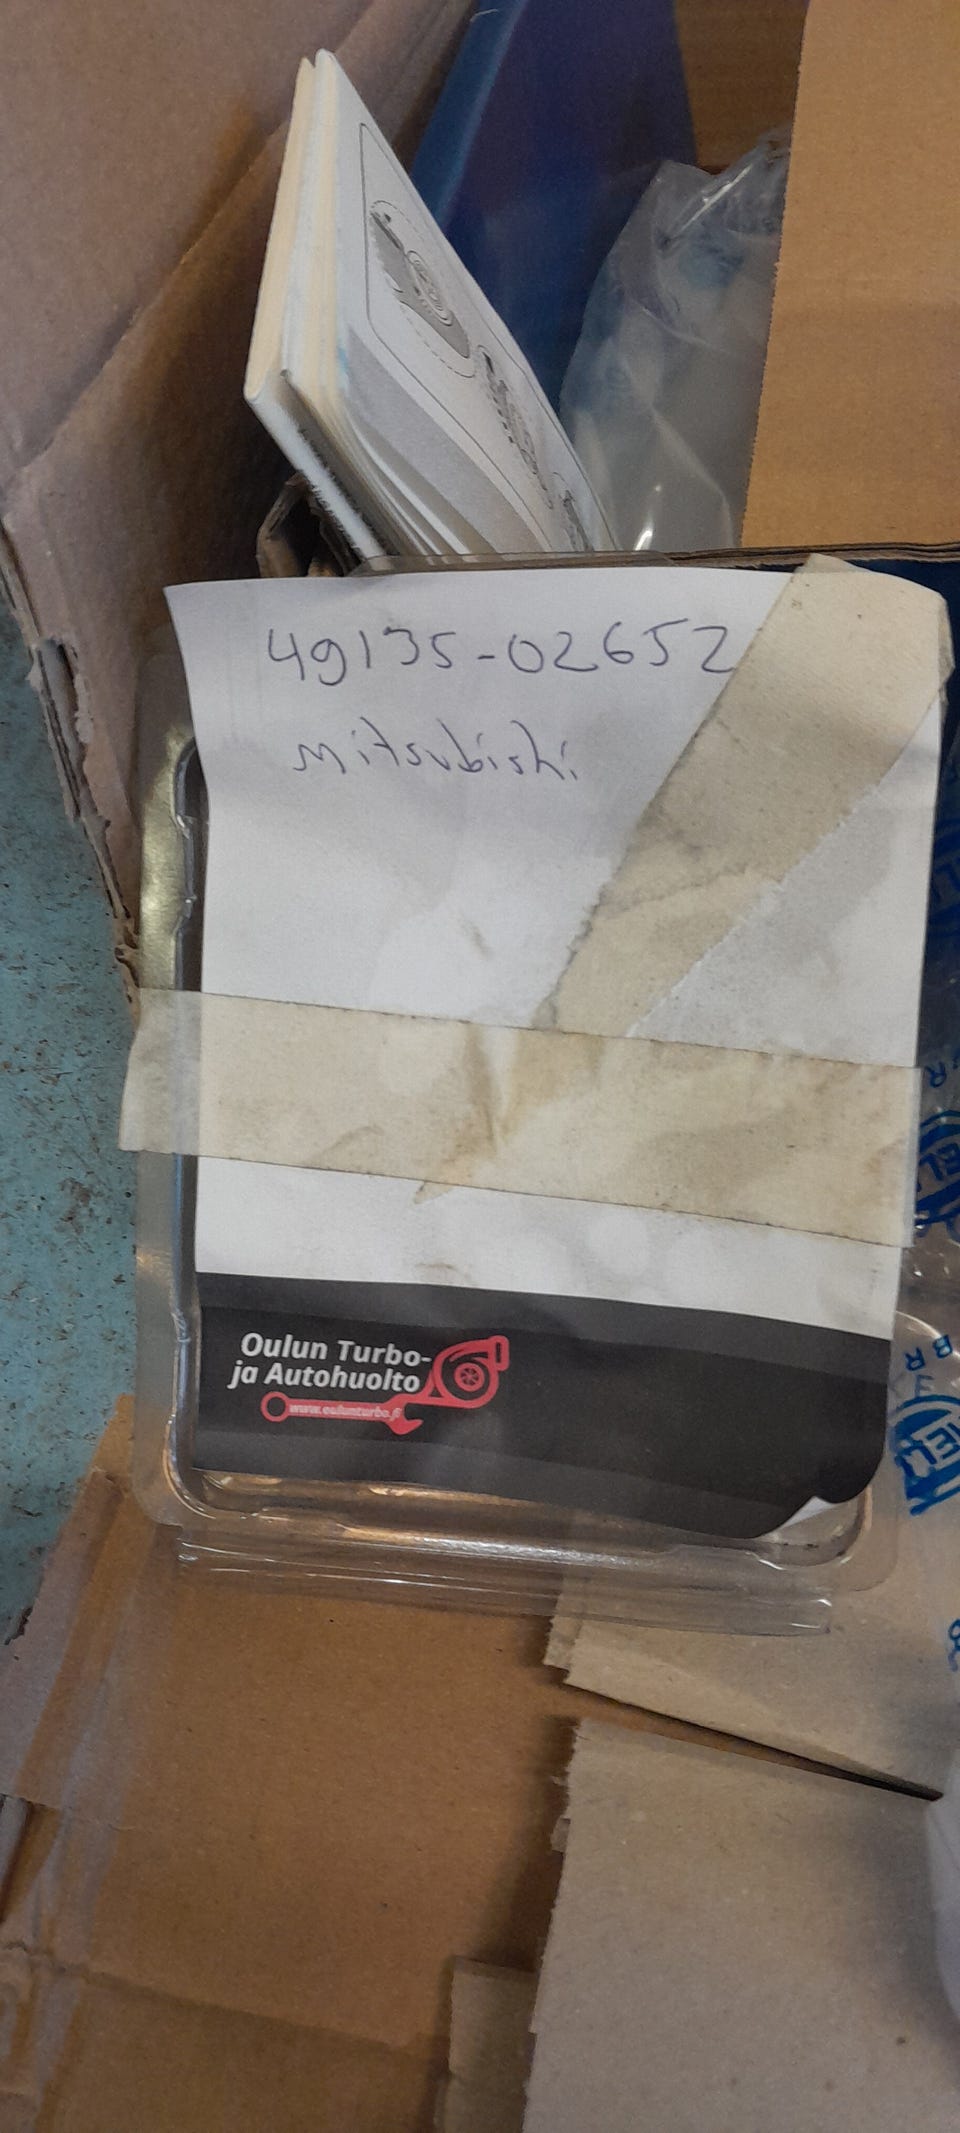 49135-02652
Mitsubishi
Oulun Turbo-
ja Autohuolto
www.oulunturbo.fi